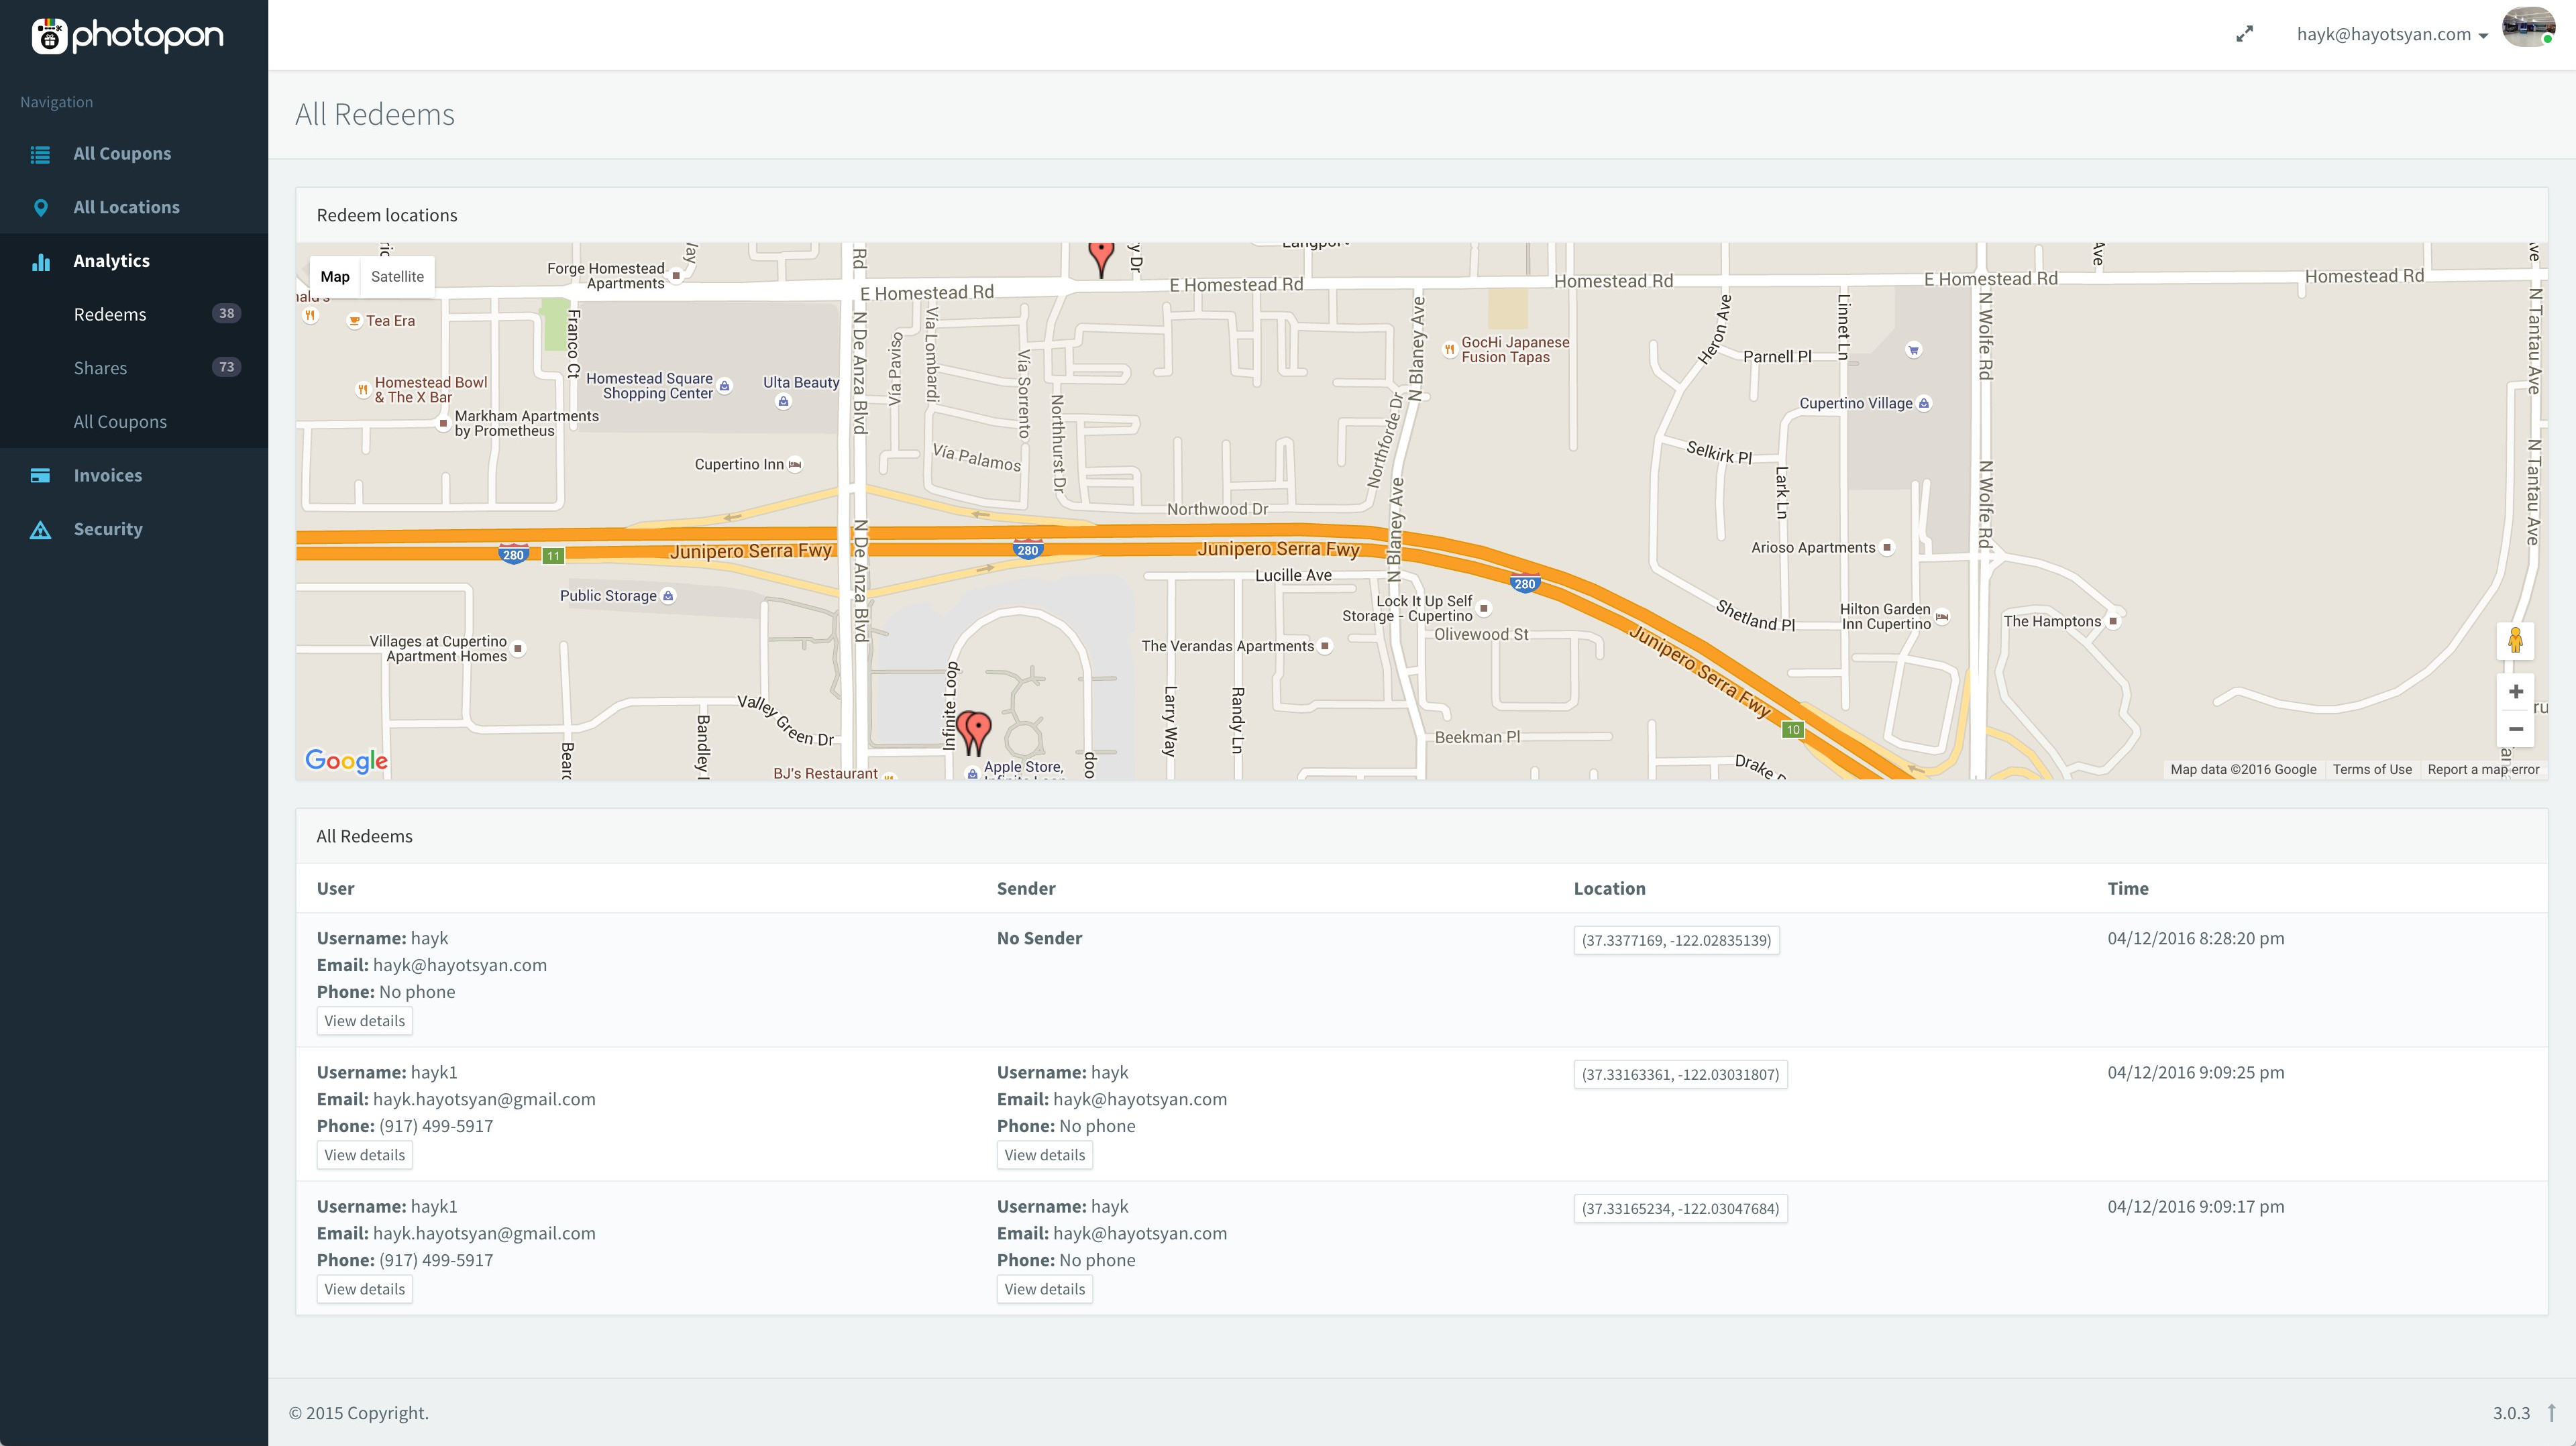 photopon
hayk@hayotsyan.com
Navigation
All Coupons
All Locations
Analytics
Redeems 38
Shares 73
All Coupons
Invoices
Security
All Redeems
Redeem locations
Map Satellite
Forge Homestead
Apartments
Tea Era
Homestead Bowl
& The X Bar
Markham Apartments
by Prometheus
Franco Ct
Homestead Square
Shopping Center
Ulta Beauty
Cupertino Inn
Rd
N De Anza Blvd
N De Anza Blvd
E Homestead Rd
E Homestead Rd
Homestead Rd
E Homestead Rd
Homestead Rd
Via Paviso
Via Lombardi
Via Sorrento
Via Palamos
Northhurst Dr
Northwood Dr
Northforde Dr
N Blaney Ave
N Blaney Ave
GocHi Japanese
Fusion Tapas
Heron Ave
Parnell Pl
Linnet Ln
Cupertino Village
Selkirk Pl
Lark Ln
N Wolfe Rd
N Wolfe Rd
Ave
N Tantau Ave
N Tantau Ave
Arioso Apartments
280
11
Junipero Serra Fwy
280
Junipero Serra Fwy
280
Junipero Serra Fwy
10
Public Storage
Villages at Cupertino
Apartment Homes
Valley Green Dr
Infinite Loop
Lucille Ave
Lock It Up Self
Storage - Cupertino
Olivewood St
The Verandas Apartments
Larry Way
Randy Ln
Beekman Pl
Shetland Pl
Hilton Garden
Inn Cupertino
The Hamptons
BJ's Restaurant
Apple Store,
Google
Map data ©2016 Google Terms of Use Report a map error
All Redeems
User Sender Location Time
Username: hayk No Sender (37.3377169, -122.02835139) 04/12/2016 8:28:20 pm
Email: hayk@hayotsyan.com
Phone: No phone
View details
Username: hayk1 Username: hayk (37.33163361, -122.03031807) 04/12/2016 9:09:25 pm
Email: hayk.hayotsyan@gmail.com Email: hayk@hayotsyan.com
Phone: (917) 499-5917 Phone: No phone
View details View details
Username: hayk1 Username: hayk (37.33165234, -122.03047684) 04/12/2016 9:09:17 pm
Email: hayk.hayotsyan@gmail.com Email: hayk@hayotsyan.com
Phone: (917) 499-5917 Phone: No phone
View details View details
© 2015 Copyright. 3.0.3